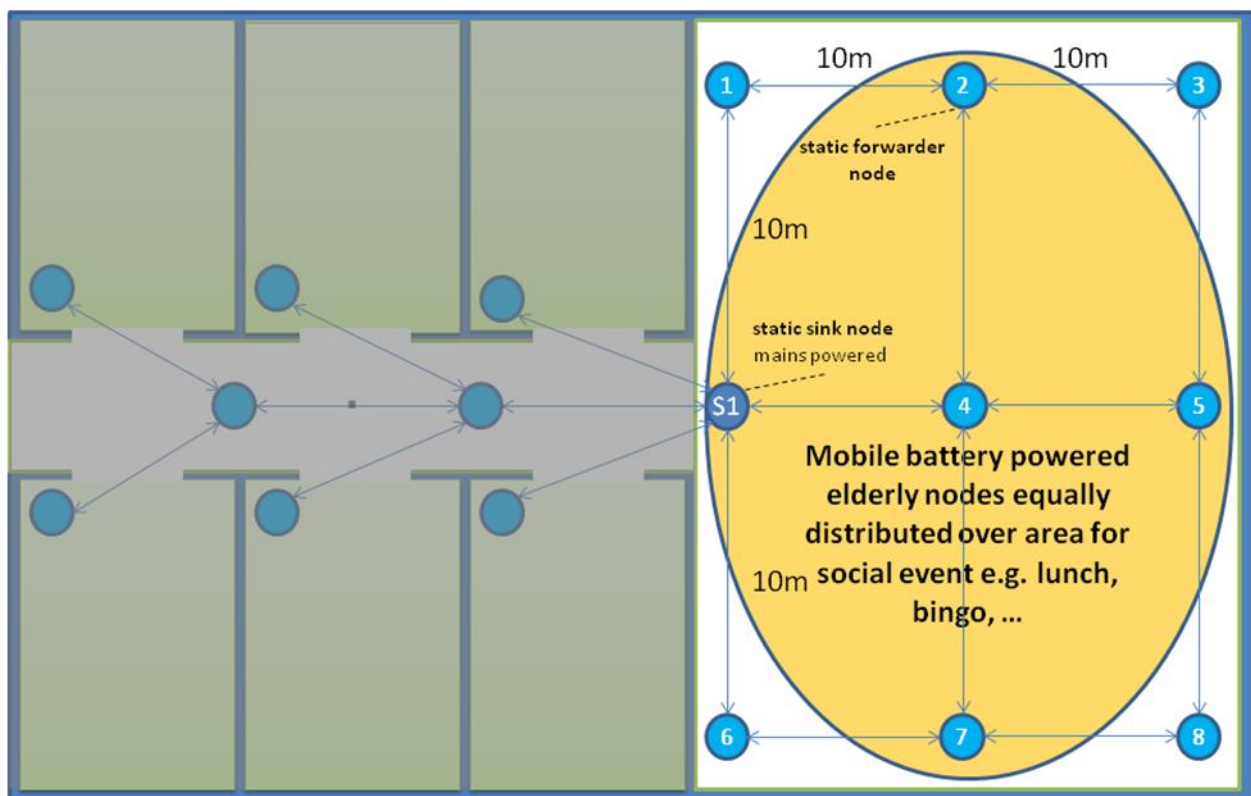 10m
10m
1
2
3
static forwarder
node
10m
static sink node
mains powered
S1
4
5
Mobile battery powered
elderly nodes equally
distributed over area for
social event e.g. lunch,
bingo, ...
10m
6
7
8